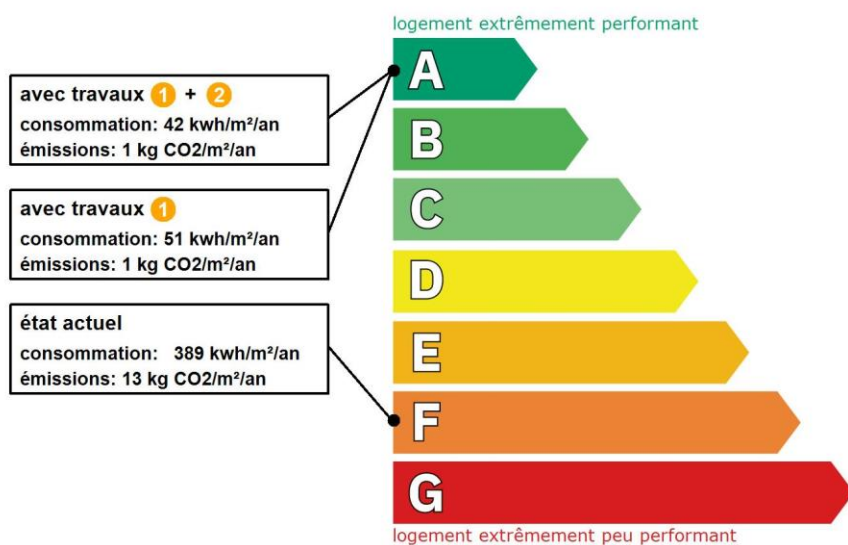 logement extrêmement performant
avec travaux 1 + 2
consommation: 42 kwh/m²/an
émissions: 1 kg CO2/m²/an
avec travaux 1
consommation: 51 kwh/m²/an
émissions: 1 kg CO2/m²/an
état actuel
consommation: 389 kwh/m²/an
émissions: 13 kg CO2/m²/an
A
B
C
D
E
F
G
logement extrêmement peu performant